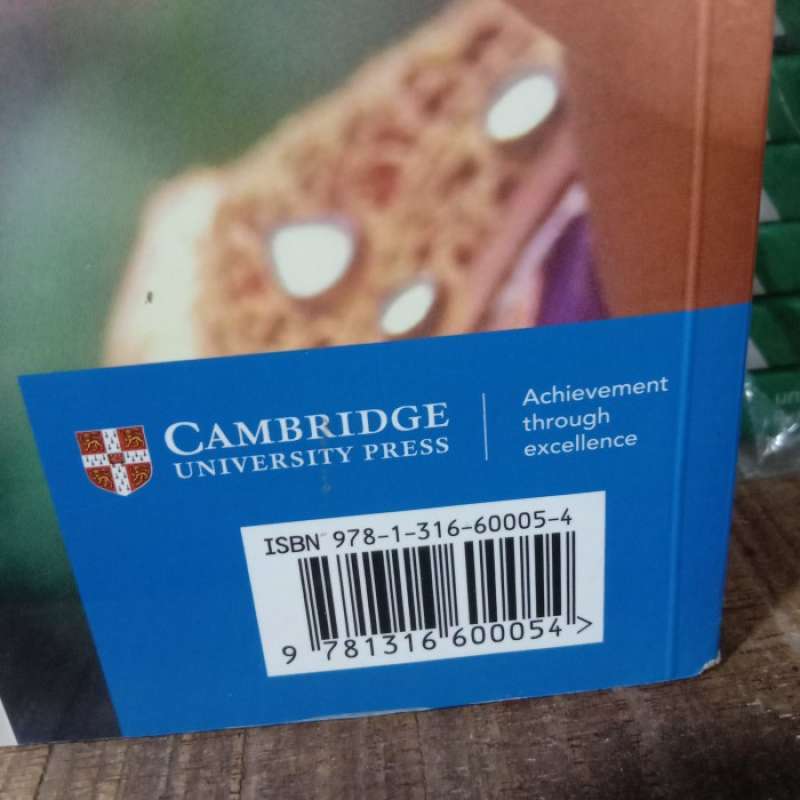 CAMBRIDGE
UNIVERSITY PRESS
Achievement
through
excellence
ISBN 978-1-316-60005-4
9 781316 600054 >